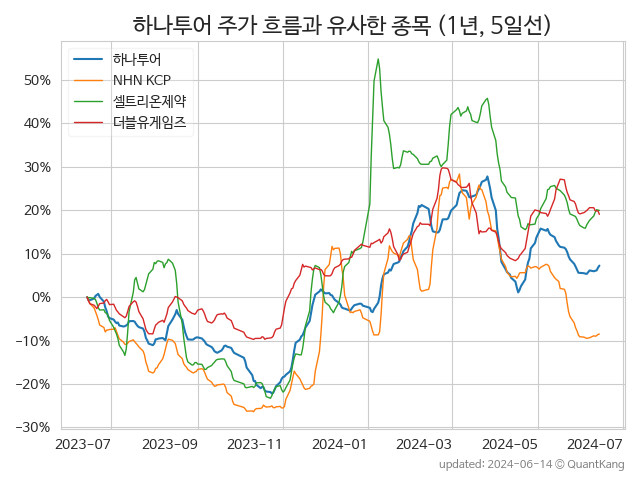 하나투어 주가 흐름과 유사한 종목 (1년, 5일선)
하나투어
NHN KCP
셀트리온제약
더블유게임즈
50%
40%
30%
20%
10%
0%
−10%
−20%
−30%
2023-07 2023-09 2023-11 2024-01 2024-03 2024-05 2024-07
updated: 2024-06-14 © QuantKang